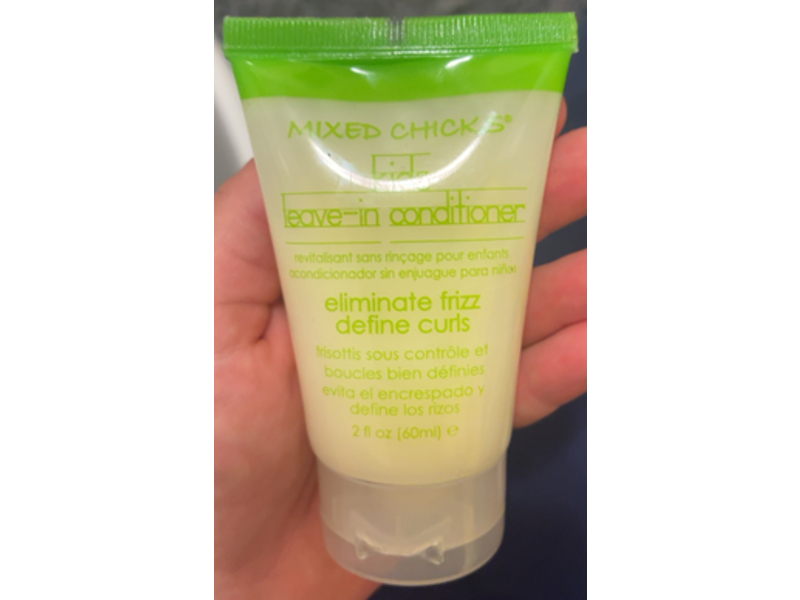 MIXED CHICKS®
kids
leave-in conditioner
revitalisant sans rinçage pour enfants
acondicionador sin enjuague para niños
eliminate frizz
define curls
frisottis sous contrôle et
boucles bien définies
evita el encrespado y
define los rizos
2 fl oz (60ml) ℮